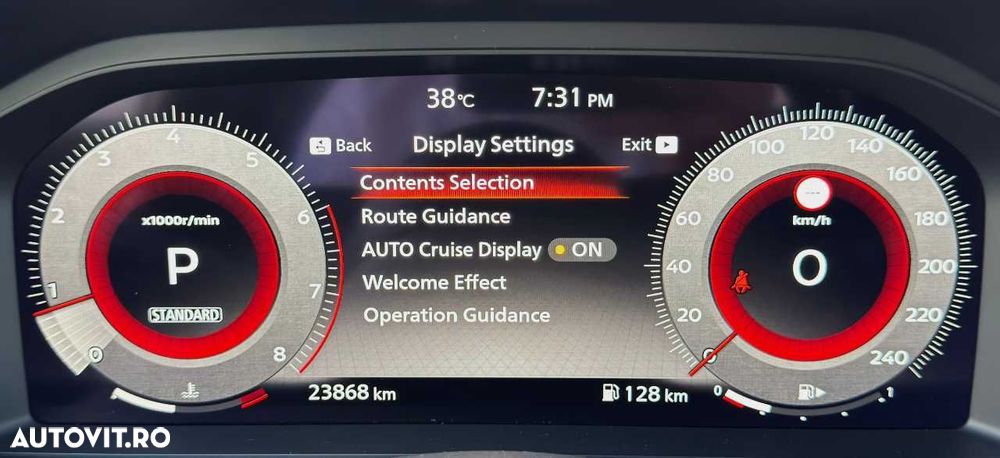 38°C 7:31 PM
Back Display Settings Exit
Contents Selection
Route Guidance
AUTO Cruise Display ON
Welcome Effect
Operation Guidance
0 1 2 3 4 5 6 7 8
x1000r/min
P
STANDARD
0 20 40 60 80 100 120 140 160 180 200 220 240
---
km/h
0
23868 km
128 km
0 1
AUTOVIT.RO